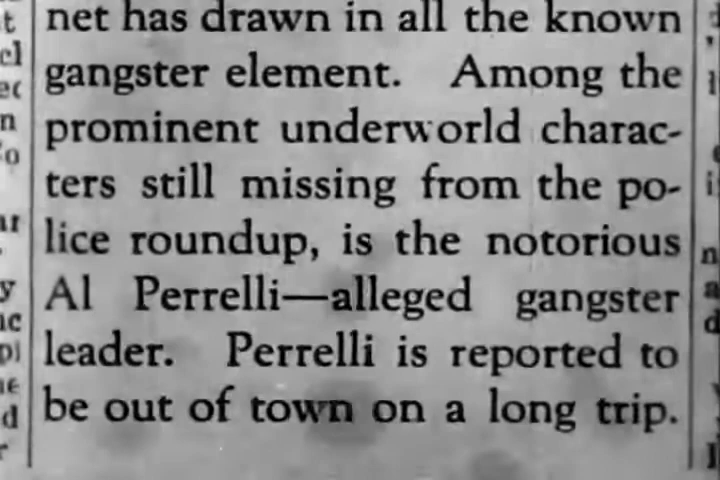 net has drawn in all the known
gangster element. Among the
prominent underworld charac-
ters still missing from the po-
lice roundup, is the notorious
Al Perrelli—alleged gangster
leader. Perrelli is reported to
be out of town on a long trip.